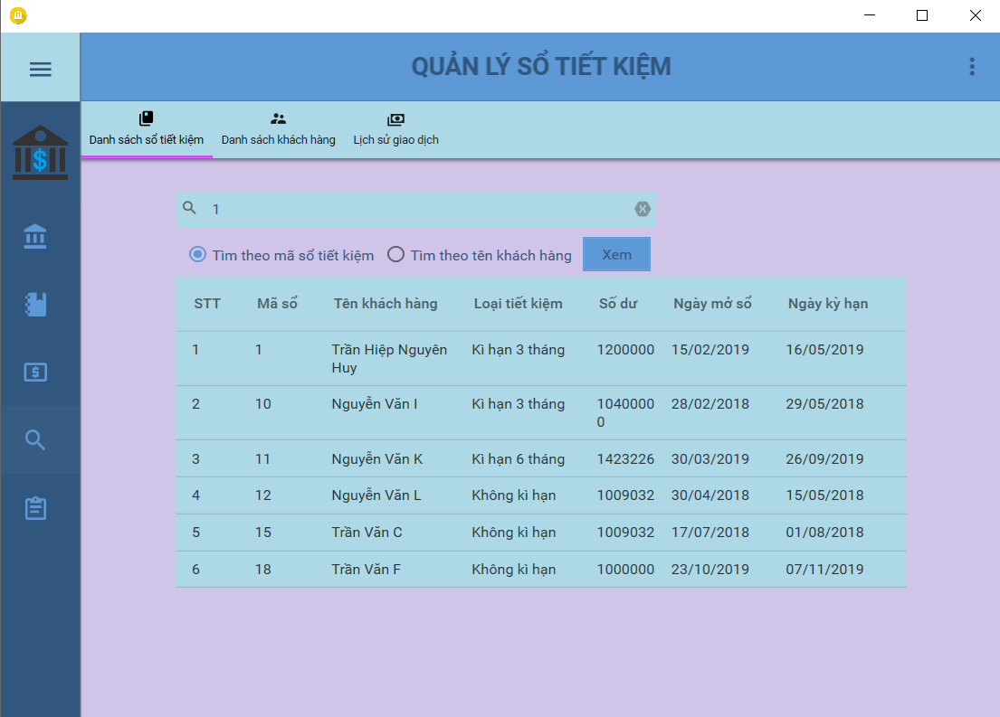 QUẢN LÝ SỔ TIẾT KIỆM
Danh sách sổ tiết kiệm Danh sách khách hàng Lịch sử giao dịch
$
1 X
Tìm theo mã sổ tiết kiệm Tìm theo tên khách hàng Xem
STT Mã số Tên khách hàng Loại tiết kiệm Số dư Ngày mở sổ Ngày kỳ hạn
1 1 Trần Hiệp Nguyên Kì hạn 3 tháng 1200000 15/02/2019 16/05/2019
Huy
2 10 Nguyễn Văn I Kì hạn 3 tháng 1040000 28/02/2018 29/05/2018
0
3 11 Nguyễn Văn K Kì hạn 6 tháng 1423226 30/03/2019 26/09/2019
$
4 12 Nguyễn Văn L Không kì hạn 1009032 30/04/2018 15/05/2018
5 15 Trần Văn C Không kì hạn 1009032 17/07/2018 01/08/2018
6 18 Trần Văn F Không kì hạn 1000000 23/10/2019 07/11/2019